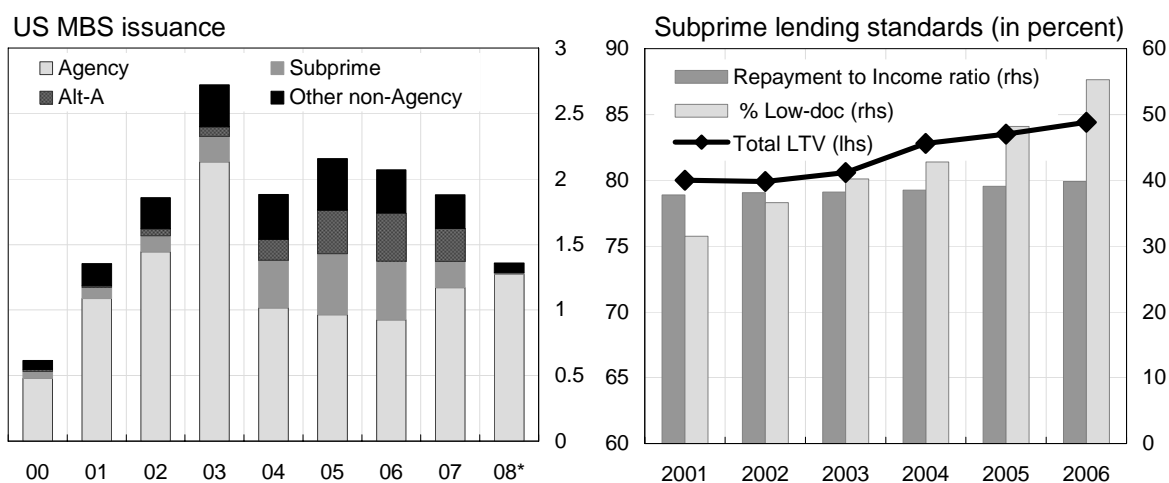 US MBS issuance
Agency
Subprime
Alt-A
Other non-Agency
3
2.5
2
1.5
1
0.5
0
00 01 02 03 04 05 06 07 08*
Subprime lending standards (in percent)
Repayment to Income ratio (rhs)
% Low-doc (rhs)
Total LTV (lhs)
90
85
80
75
70
65
60
60
50
40
30
20
10
0
2001 2002 2003 2004 2005 2006